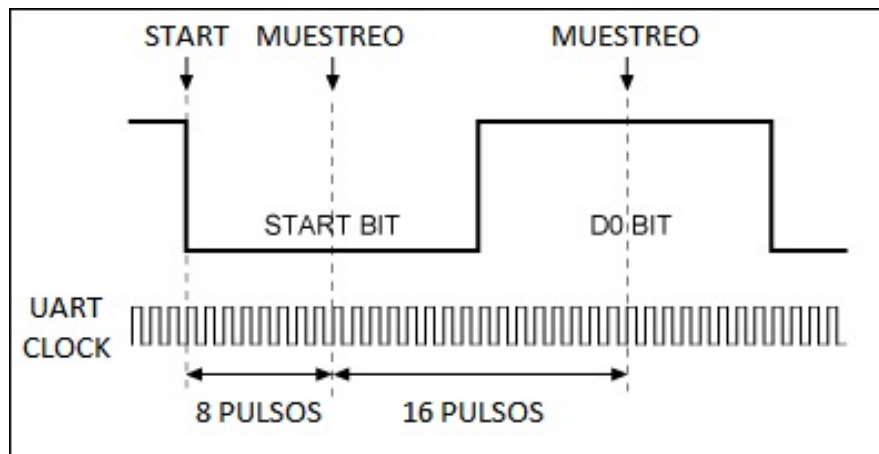 START MUESTREO MUESTREO
START BIT D0 BIT
UART
CLOCK
8 PULSOS 16 PULSOS